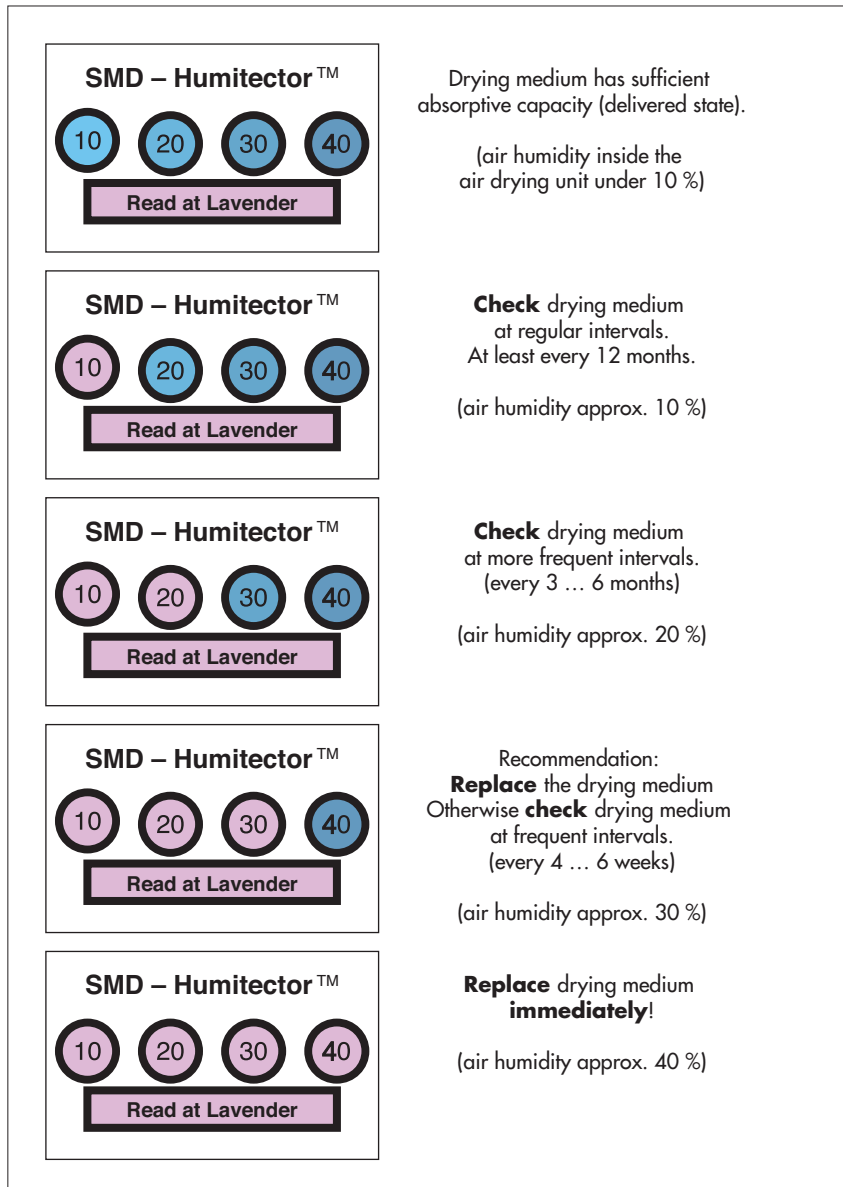 SMD – Humitector™
10 20 30 40
Read at Lavender
Drying medium has sufficient
absorptive capacity (delivered state).
(air humidity inside the
air drying unit under 10 %)
SMD – Humitector™
10 20 30 40
Read at Lavender
Check drying medium
at regular intervals.
At least every 12 months.
(air humidity approx. 10 %)
SMD – Humitector™
10 20 30 40
Read at Lavender
Check drying medium
at more frequent intervals.
(every 3 … 6 months)
(air humidity approx. 20 %)
SMD – Humitector™
10 20 30 40
Read at Lavender
Recommendation:
Replace the drying medium
Otherwise check drying medium
at frequent intervals.
(every 4 … 6 weeks)
(air humidity approx. 30 %)
SMD – Humitector™
10 20 30 40
Read at Lavender
Replace drying medium
immediately!
(air humidity approx. 40 %)